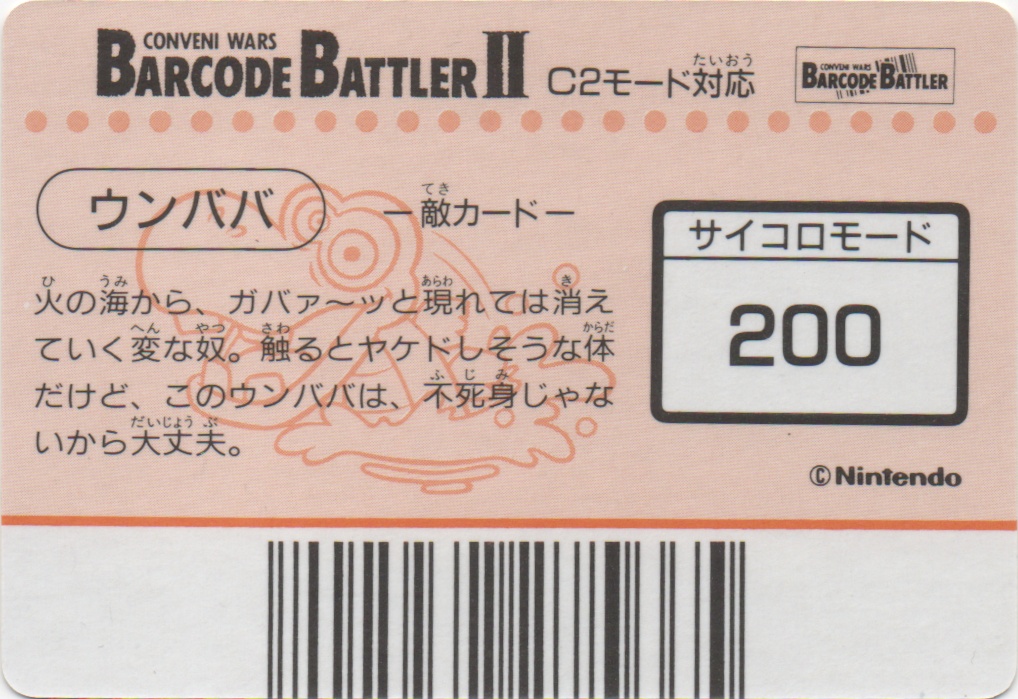 CONVENI WARS
BARCODE BATTLER II C2モード対応
たいおう
CONVENI WARS
BARCODE BATTLER
ウンババ
ー敵カードー
てき
サイコロモード
200
ひ うみ あらわ き
火の海から、ガバァ〜ッと現れては消え
へん やつ さわ からだ
ていく変な奴。触るとヤケドしそうな体
ふじみ
だけど、このウンババは、不死身じゃな
だいじょうぶ
いから大丈夫。
©Nintendo